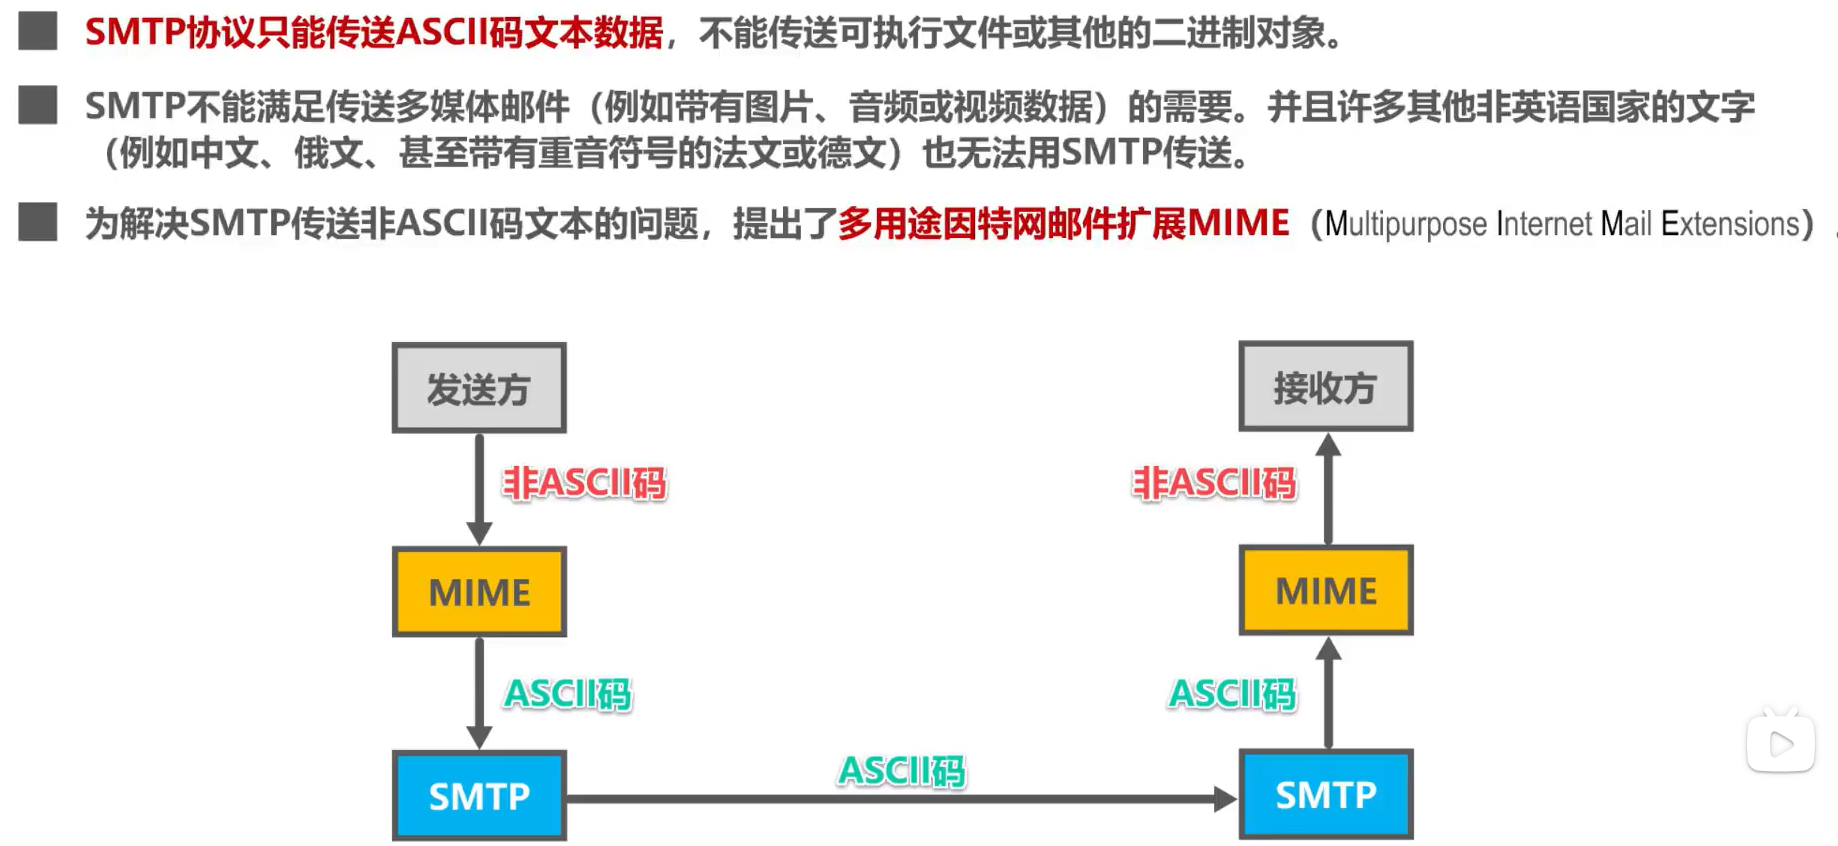 SMTP协议只能传送ASCII码文本数据，不能传送可执行文件或其他的二进制对象。
SMTP不能满足传送多媒体邮件（例如带有图片、音频或视频数据）的需要。并且许多其他非英语国家的文字
（例如中文、俄文、甚至带有重音符号的法文或德文）也无法用SMTP传送。
为解决SMTP传送非ASCII码文本的问题，提出了多用途因特网邮件扩展MIME（Multipurpose Internet Mail Extensions）.
发送方
接收方
非ASCII码
非ASCII码
MIME
MIME
ASCII码
ASCII码
ASCII码
SMTP
SMTP